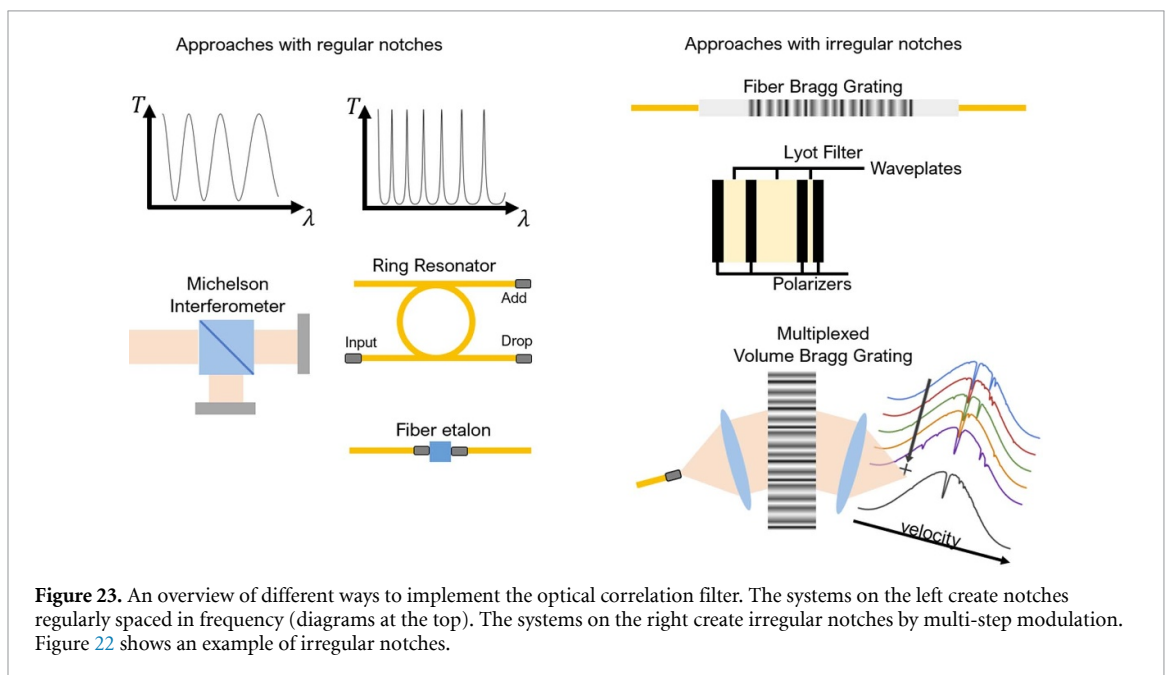 Approaches with regular notches
T
λ
T
λ
Michelson
Interferometer
Ring Resonator
Add
Input
Drop
Fiber etalon
Approaches with irregular notches
Fiber Bragg Grating
Lyot Filter
Waveplates
Polarizers
Multiplexed
Volume Bragg Grating
+
velocity
Figure 23. An overview of different ways to implement the optical correlation filter. The systems on the left create notches
regularly spaced in frequency (diagrams at the top). The systems on the right create irregular notches by multi-step modulation.
Figure 22 shows an example of irregular notches.